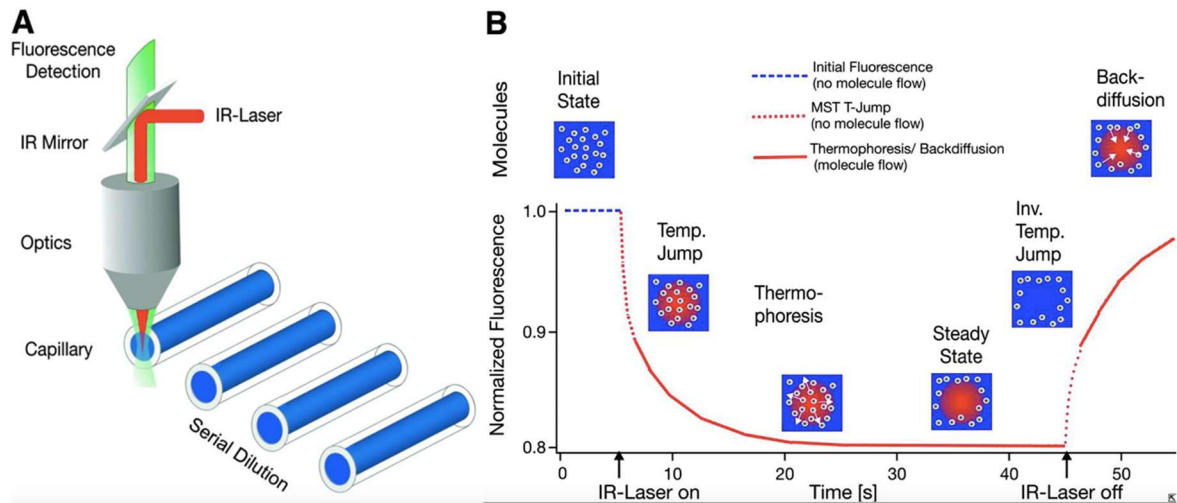 A
Fluorescence
Detection
IR-Laser
IR Mirror
Optics
Capillary
Serial Dilution
B
Molecules
Initial
State
Initial Fluorescence
(no molecule flow)
MST T-Jump
(no molecule flow)
Thermophoresis/ Backdiffusion
(molecule flow)
Back-
diffusion
Normalized Fluorescence
1.0
0.9
0.8
Temp.
Jump
Thermo-
phoresis
Steady
State
Inv.
Temp.
Jump
0
10
20
30
40
50
IR-Laser on
Time [s]
IR-Laser off